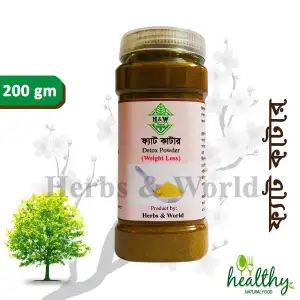 200 gm
H&W
ফ্যাট কাটার
Detox Powder
(Weight Loss)
Product by:
Herbs & World
Herbs & World
healthy
NATURAL FOOD